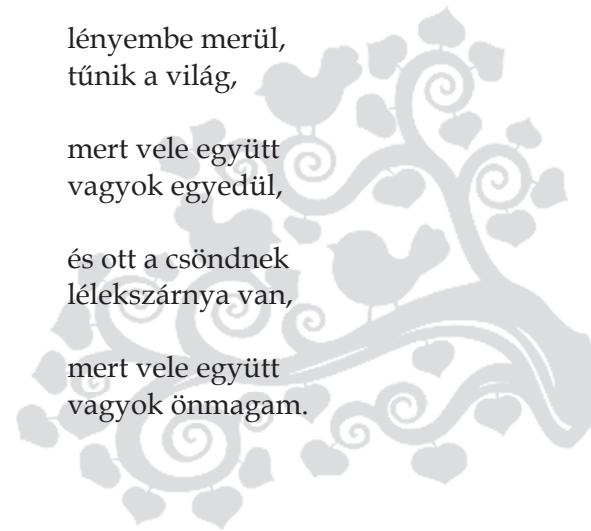 lényembe merül,
tűnik a világ,
mert vele együtt
vagyok egyedül,
és ott a csöndnek
lélekszárnya van,
mert vele együtt
vagyok önmagam.